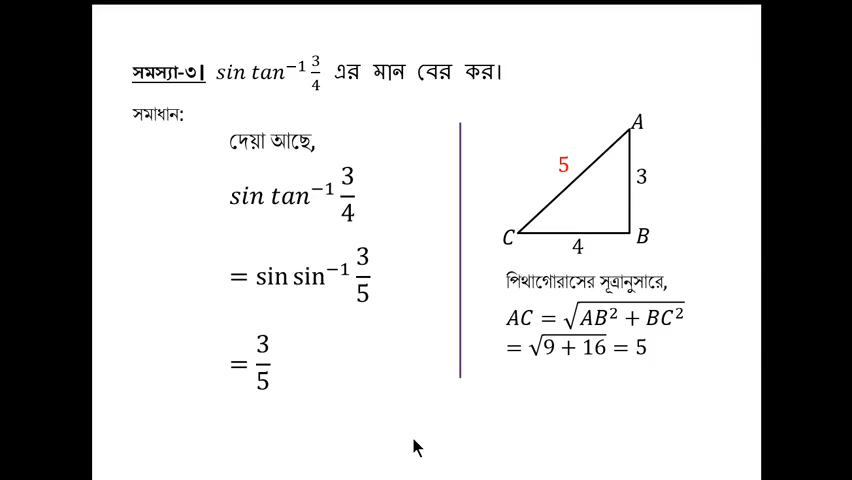 সমস্যা-৩। sin tan⁻¹ 3/4 এর মান বের কর।
সমাধান:
দেয়া আছে,
sin tan⁻¹ 3/4
= sin sin⁻¹ 3/5
= 3/5
A
5
3
C
B
4
পিথাগোরাসের সূত্রানুসারে,
AC = √(AB² + BC²)
= √(9 + 16) = 5